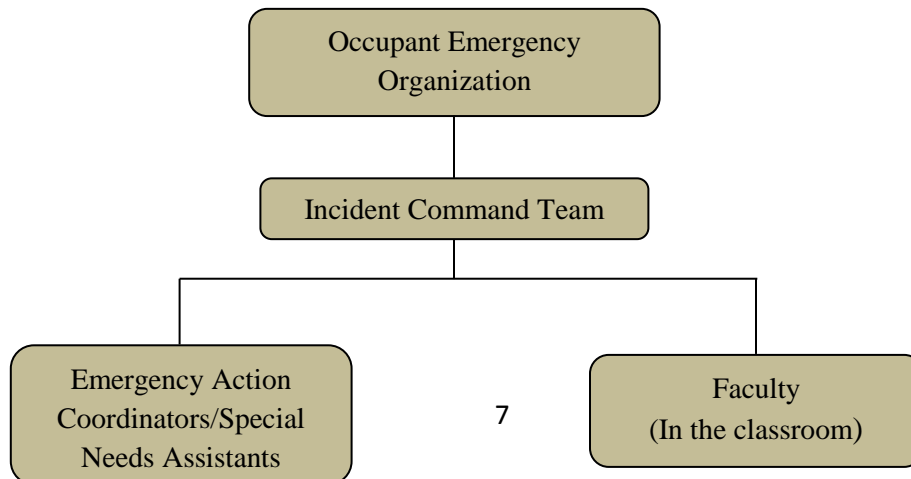 Occupant Emergency
Organization
Incident Command Team
Emergency Action
Coordinators/Special
Needs Assistants
7
Faculty
(In the classroom)